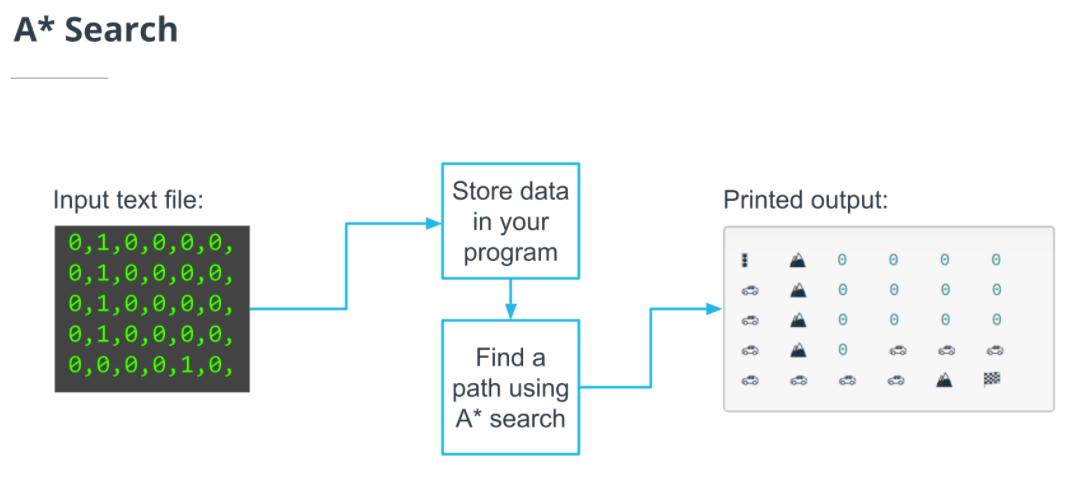 A* Search
Input text file:
0,1,0,0,0,0,
0,1,0,0,0,0,
0,1,0,0,0,0,
0,1,0,0,0,0,
0,0,0,0,1,0,
Store data
in your
program
Find a
path using
A* search
Printed output:
0 0 0 0
0 0 0 0
0 0 0 0
0